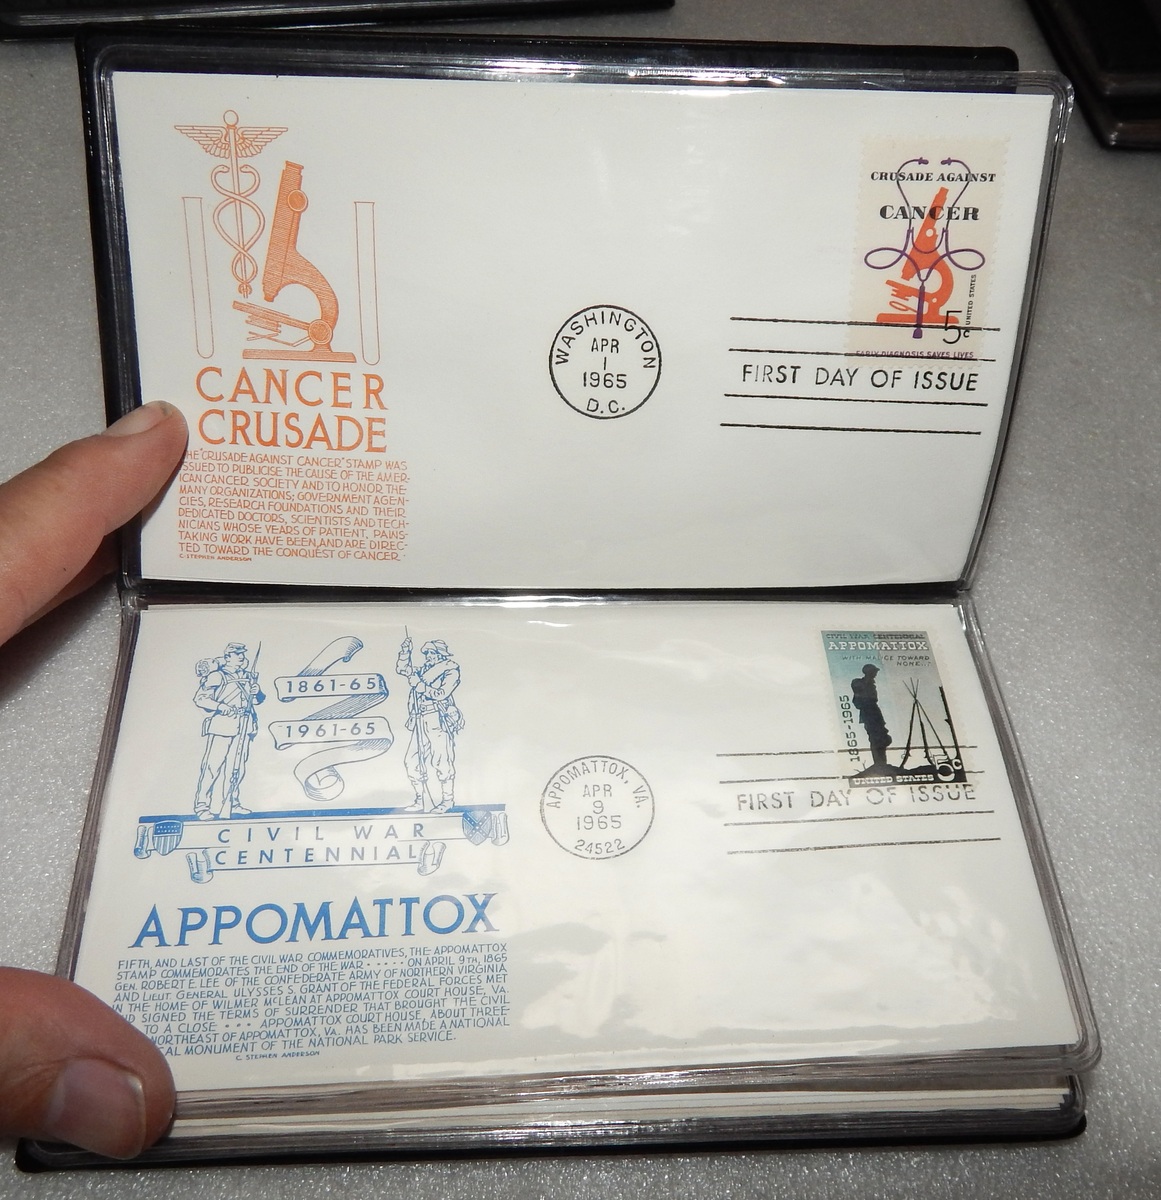 CANCER
CRUSADE
HE "CRUSADE AGAINST CANCER" STAMP WAS
SSUED TO PUBLICISE THE CAUSE OF THE AMER-
ICAN CANCER SOCIETY AND TO HONOR THE
MANY ORGANIZATIONS; GOVERNMENT AGEN-
CIES, RESEARCH FOUNDATIONS AND THEIR
DEDICATED DOCTORS, SCIENTISTS AND TECH-
NICIANS WHOSE YEARS OF PATIENT, PAINS-
TAKING WORK HAVE BEEN, AND ARE DIREC-
TED TOWARD THE CONQUEST OF CANCER.
C. STEPHEN ANDERSON
WASHINGTON
APR
1
1965
D.C.
CRUSADE AGAINST
CANCER
UNITED STATES
5c
EARLY DIAGNOSIS SAVES LIVES
FIRST DAY OF ISSUE
1861-65
1961-65
CIVIL WAR
CENTENNIAL
APPOMATTOX
FIFTH, AND LAST OF THE CIVIL WAR COMMEMORATIVES, THE APPOMATTOX
STAMP COMMEMORATES THE END OF THE WAR ····· ON APRIL 9TH, 1865
GEN. ROBERT E. LEE OF THE CONFEDERATE ARMY OF NORTHERN VIRGINIA
AND LIEUT GENERAL ULYSSES S. GRANT OF THE FEDERAL FORCES MET
IN THE HOME OF WILMER McLEAN AT APPOMATTOX COURT HOUSE, VA.
ND SIGNED THE TERMS OF SURRENDER THAT BROUGHT THE CIVIL
TO A CLOSE ··· APPOMATTOX COURT HOUSE, ABOUT THREE
NORTHEAST OF APPOMATTOX, VA. HAS BEEN MADE A NATIONAL
AL MONUMENT OF THE NATIONAL PARK SERVICE.
C. STEPHEN ANDERSON
APPOMATTOX, VA.
APR
9
1965
24522
CIVIL WAR CENTENNIAL
APPOMATTOX
WITH MALICE TOWARD
NONE...
1865-1965
UNITED STATES 5c
FIRST DAY OF ISSUE